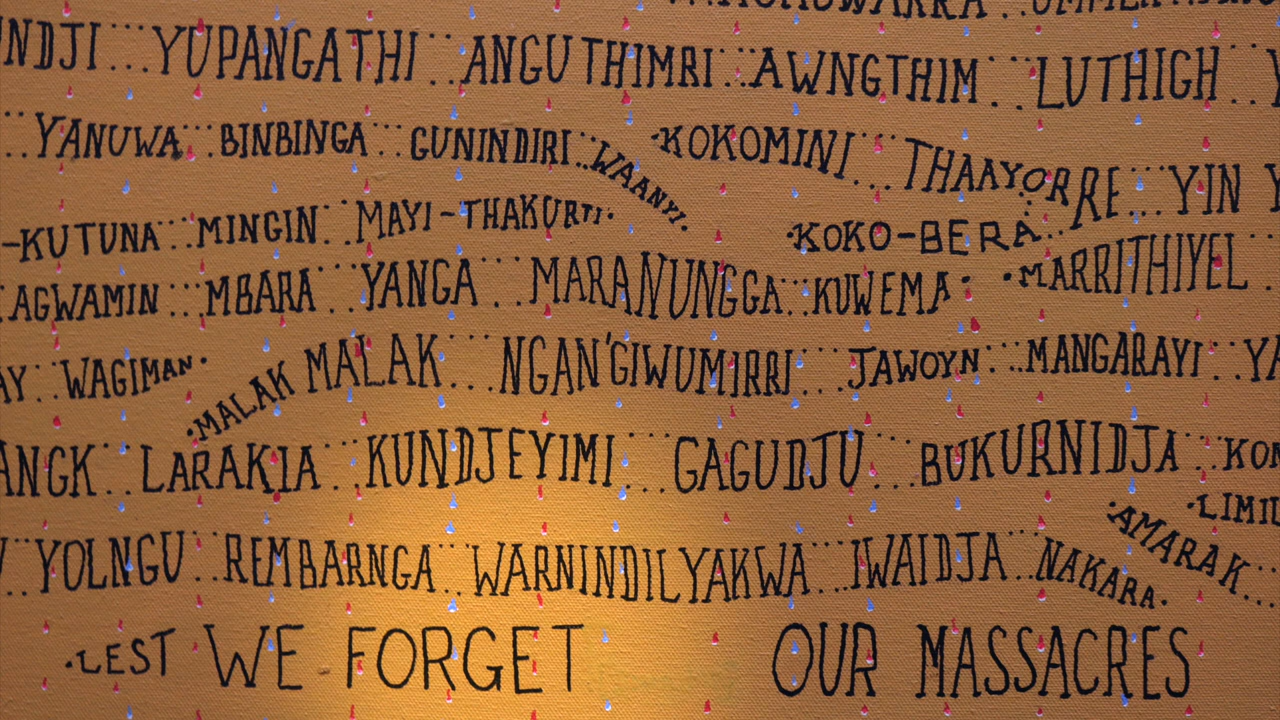 YUPANGATHI ANGUTHIMRI AWNGTHIM LUTHIGH
YANUWA BINBINGA GUNINDIRI WAANYI
KOKOMINI THAAYORRE YIN
-KUTUNA MINGIN MAYI-THAKURTI
KOKO-BERA
AGWAMIN MBARA YANGA MARANUNGGA KUWEMA
MARRITHIYEL
WAGIMAN
MALAK MALAK NGAN'GIWUMIRRI JAWOYN MANGARAYI
LARAKIA KUNDJEYIMI GAGUDJU BUKURNIDJA
YOLNGU REMBARNGA WARNINDILYAKWA IWAIDJA NAKARA
AMARAK
LEST WE FORGET OUR MASSACRES